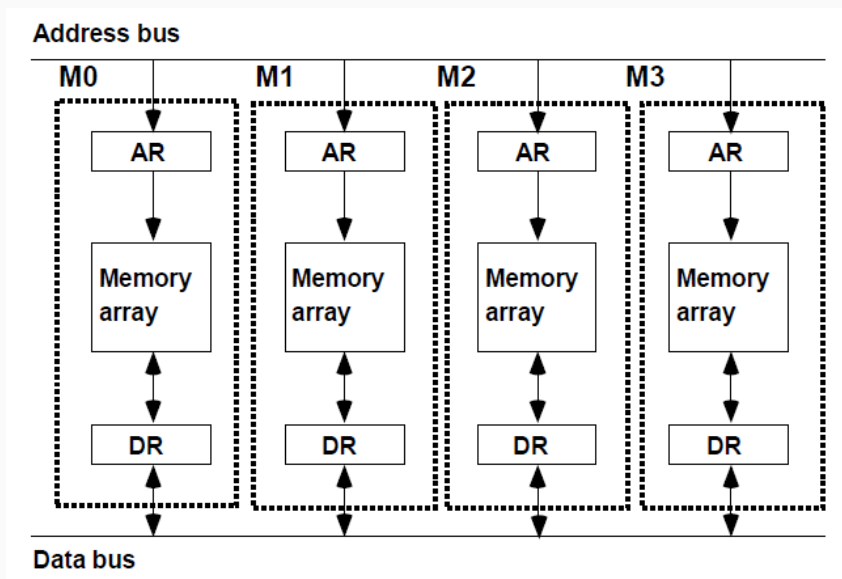 Address bus
M0 M1 M2 M3
AR AR AR AR
Memory Memory Memory Memory
array array array array
DR DR DR DR
Data bus